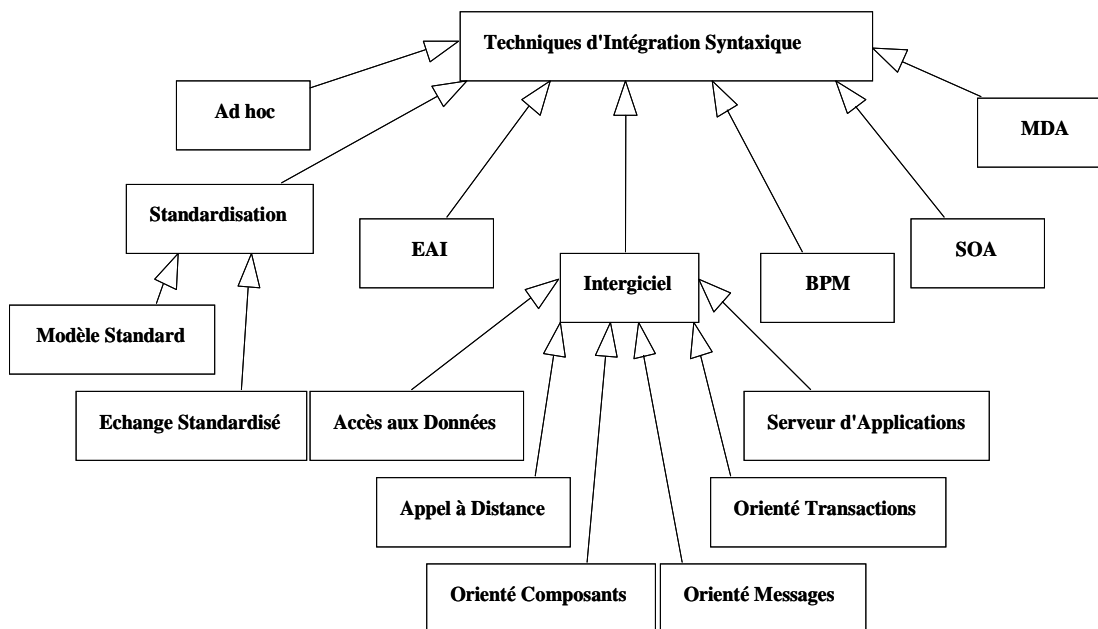 Techniques d'Intégration Syntaxique
Ad hoc
MDA
Standardisation
EAI
SOA
Intergiciel
BPM
Modèle Standard
Echange Standardisé
Accès aux Données
Serveur d'Applications
Appel à Distance
Orienté Transactions
Orienté Composants
Orienté Messages